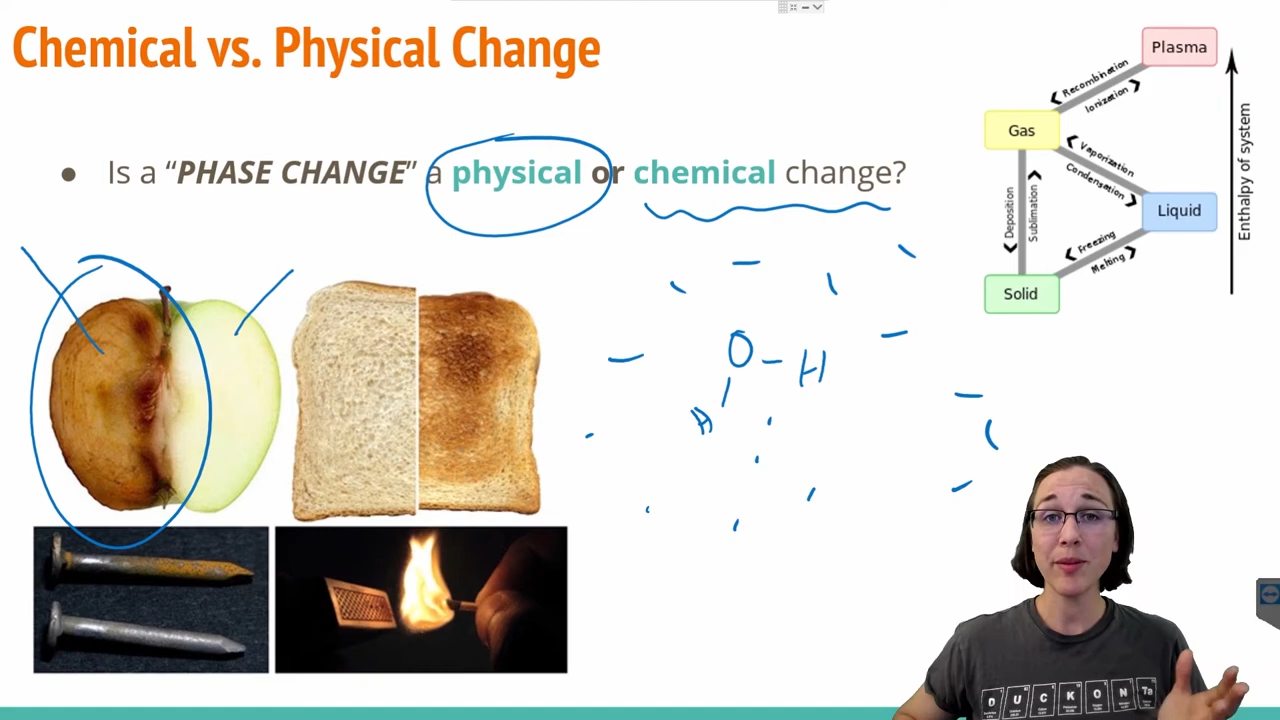 Chemical vs. Physical Change
● Is a “PHASE CHANGE” a physical or chemical change?
Plasma
Recombination
Ionization
Gas
Vaporization
Condensation
Liquid
Deposition
Sublimation
Freezing
Melting
Solid
Enthalpy of system
O - H
H
D U C K O N Ta